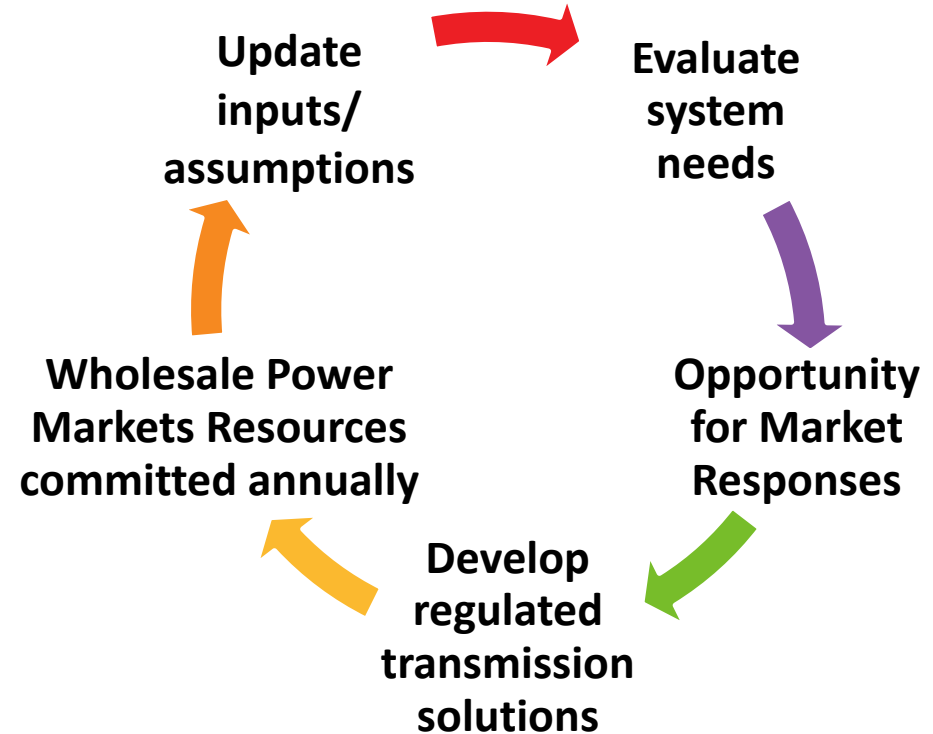 Update
inputs/
assumptions
Evaluate
system
needs
Opportunity
for Market
Responses
Develop
regulated
transmission
solutions
Wholesale Power
Markets Resources
committed annually